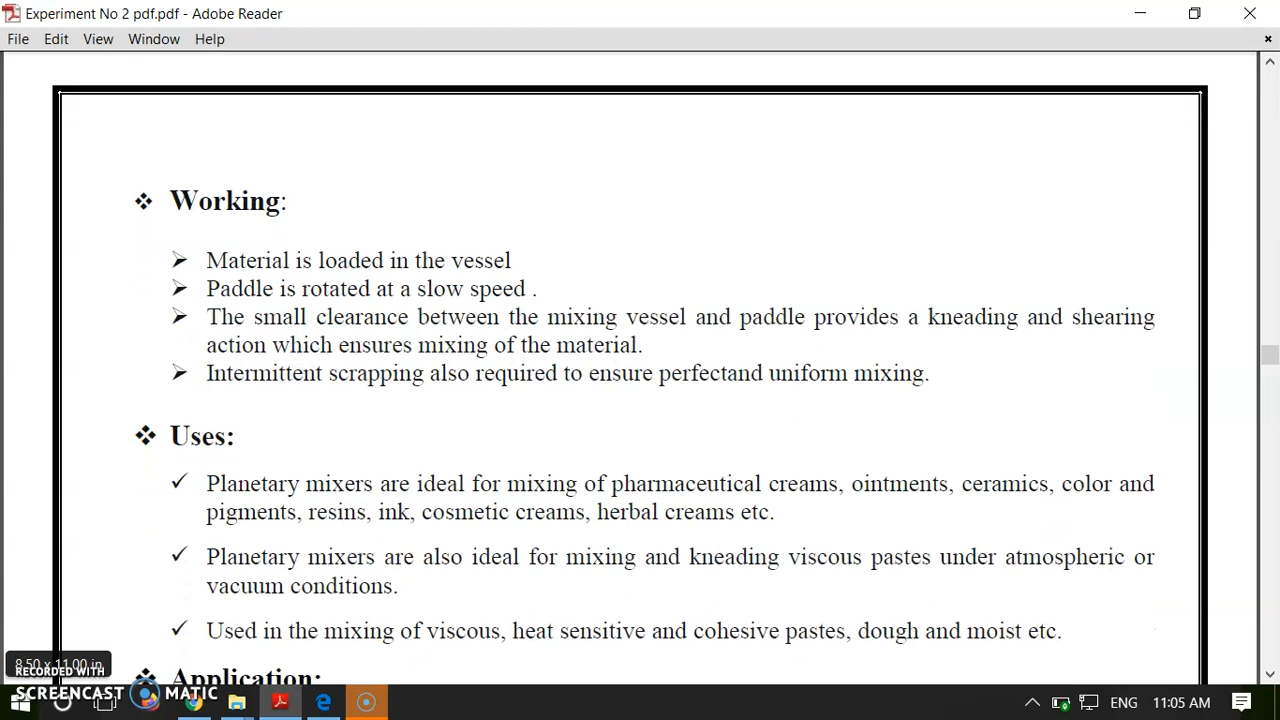 Experiment No 2 pdf.pdf - Adobe Reader
File Edit View Window Help
❖ Working:
➢ Material is loaded in the vessel
➢ Paddle is rotated at a slow speed .
➢ The small clearance between the mixing vessel and paddle provides a kneading and shearing
action which ensures mixing of the material.
➢ Intermittent scrapping also required to ensure perfectand uniform mixing.
❖ Uses:
✓ Planetary mixers are ideal for mixing of pharmaceutical creams, ointments, ceramics, color and
pigments, resins, ink, cosmetic creams, herbal creams etc.
✓ Planetary mixers are also ideal for mixing and kneading viscous pastes under atmospheric or
vacuum conditions.
✓ Used in the mixing of viscous, heat sensitive and cohesive pastes, dough and moist etc.
❖ Application:
8.50 x 11.00 in
RECORDED WITH
SCREENCAST MATIC
ENG 11:05 AM